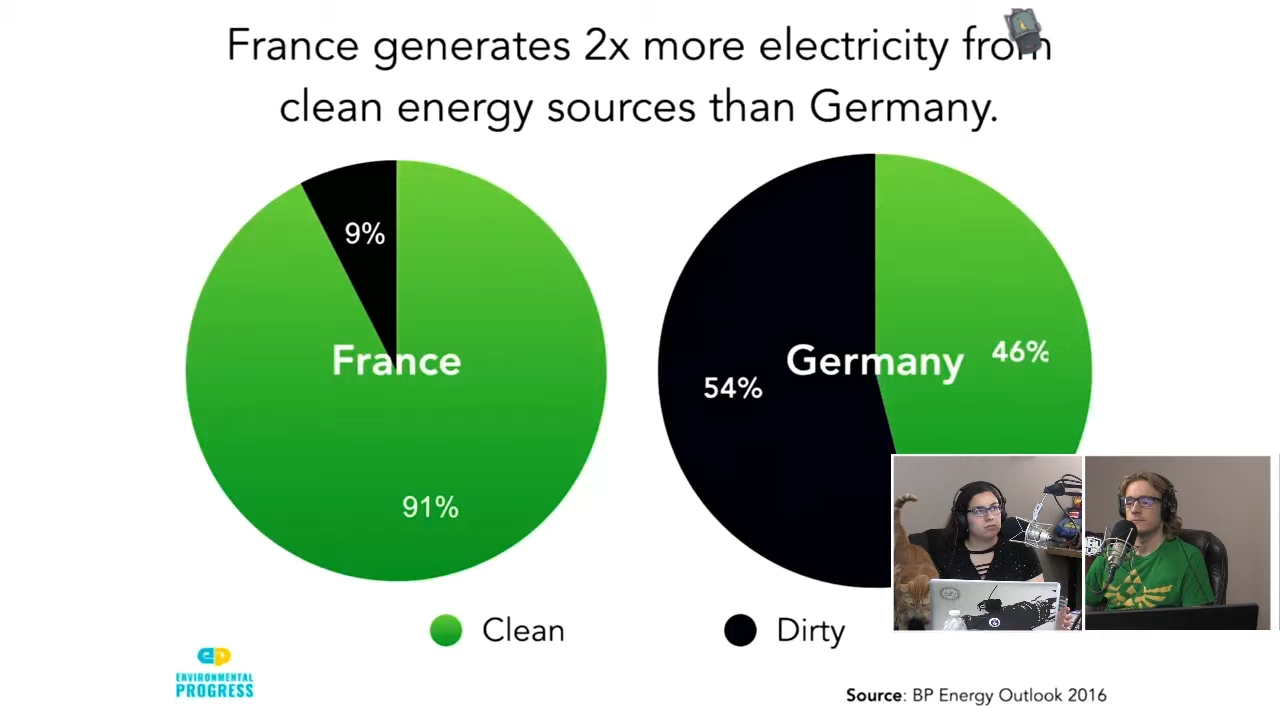 France generates 2x more electricity from
clean energy sources than Germany.
9%
France
91%
Germany
46%
54%
Clean
Dirty
ep
ENVIRONMENTAL
PROGRESS
Source: BP Energy Outlook 2016